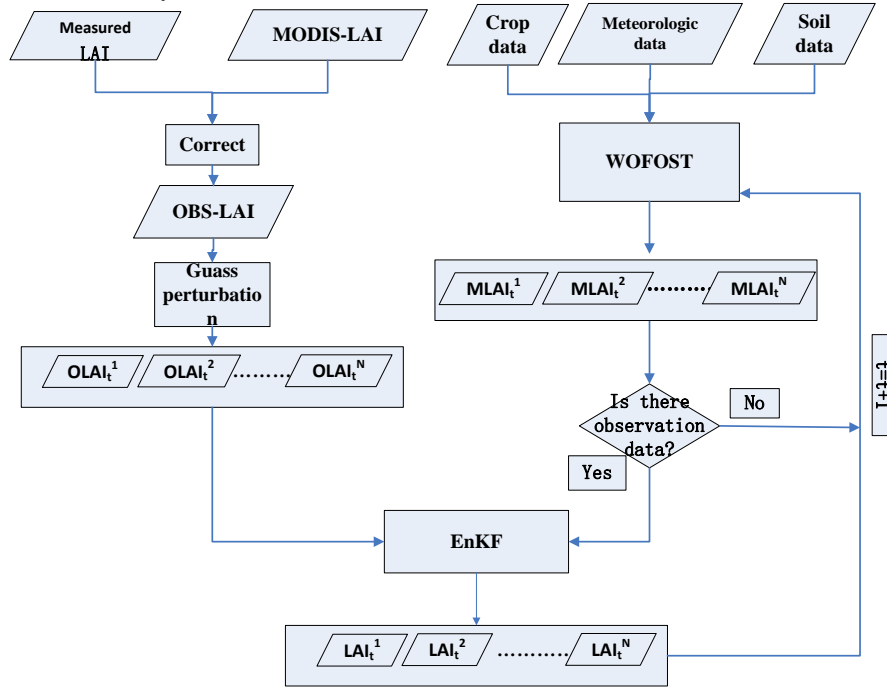 Measured
LAI
MODIS-LAI
Crop
data
Meteorologic
data
Soil
data
Correct
WOFOST
OBS-LAI
Guass
perturbatio
n
MLAIₜ¹ MLAIₜ² ………. MLAIₜᴺ
OLAIₜ¹ OLAIₜ² ……… OLAIₜᴺ
t=t+1
Is there
observation
data?
No
Yes
EnKF
LAIₜ¹ LAIₜ² ……….. LAIₜᴺ